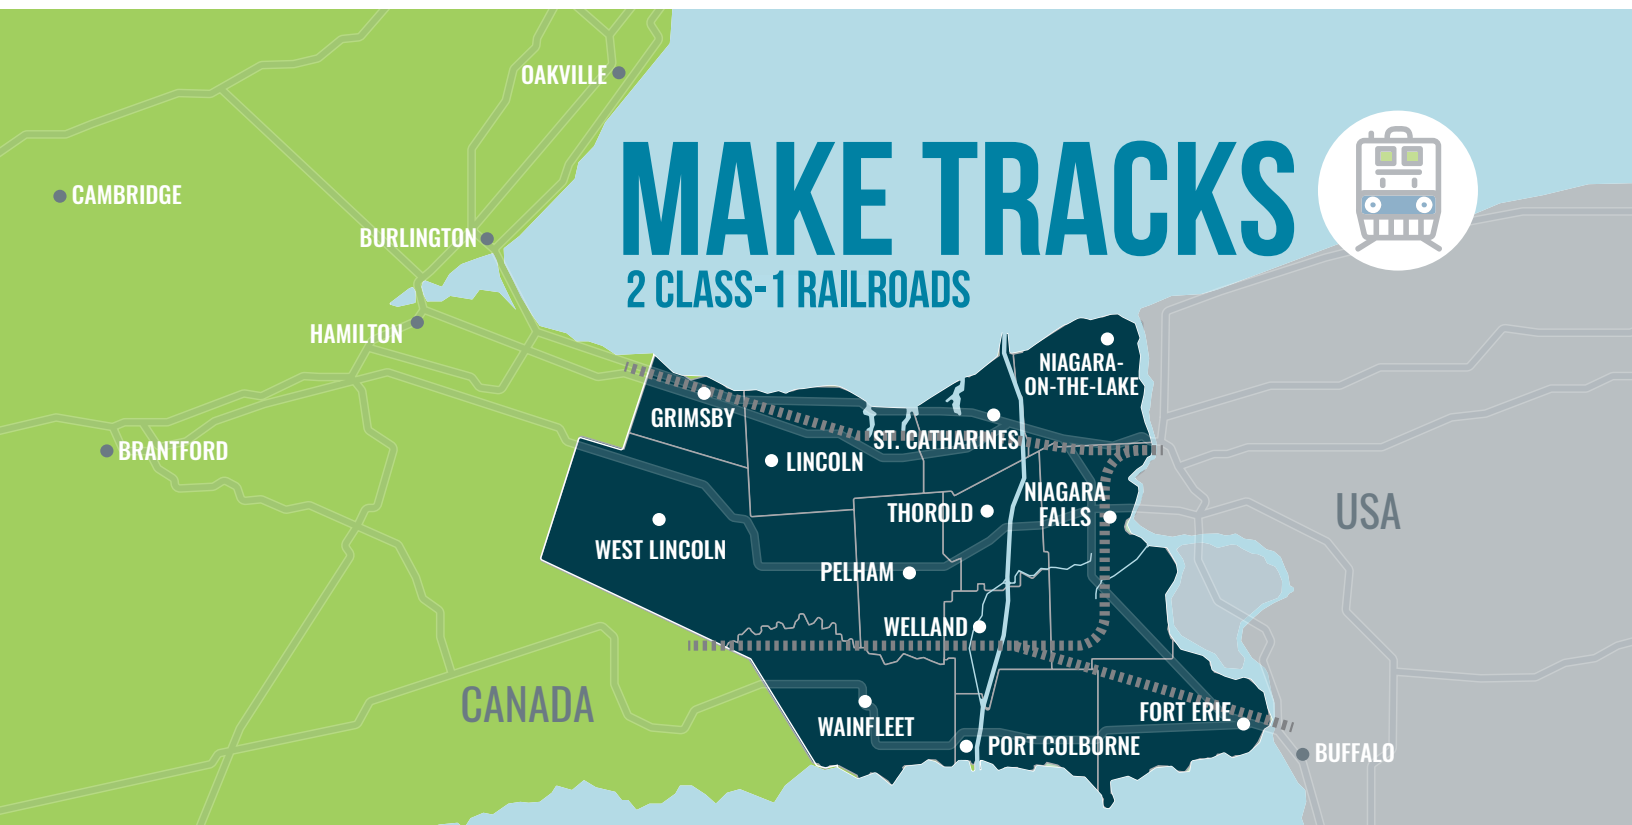 OAKVILLE
MAKE TRACKS
CAMBRIDGE
BURLINGTON
2 CLASS-1 RAILROADS
HAMILTON
NIAGARA-
ON-THE-LAKE
GRIMSBY
ST. CATHARINES
BRANTFORD
LINCOLN
NIAGARA
FALLS
USA
THOROLD
WEST LINCOLN
PELHAM
WELLAND
CANADA
FORT ERIE
WAINFLEET
PORT COLBORNE
BUFFALO